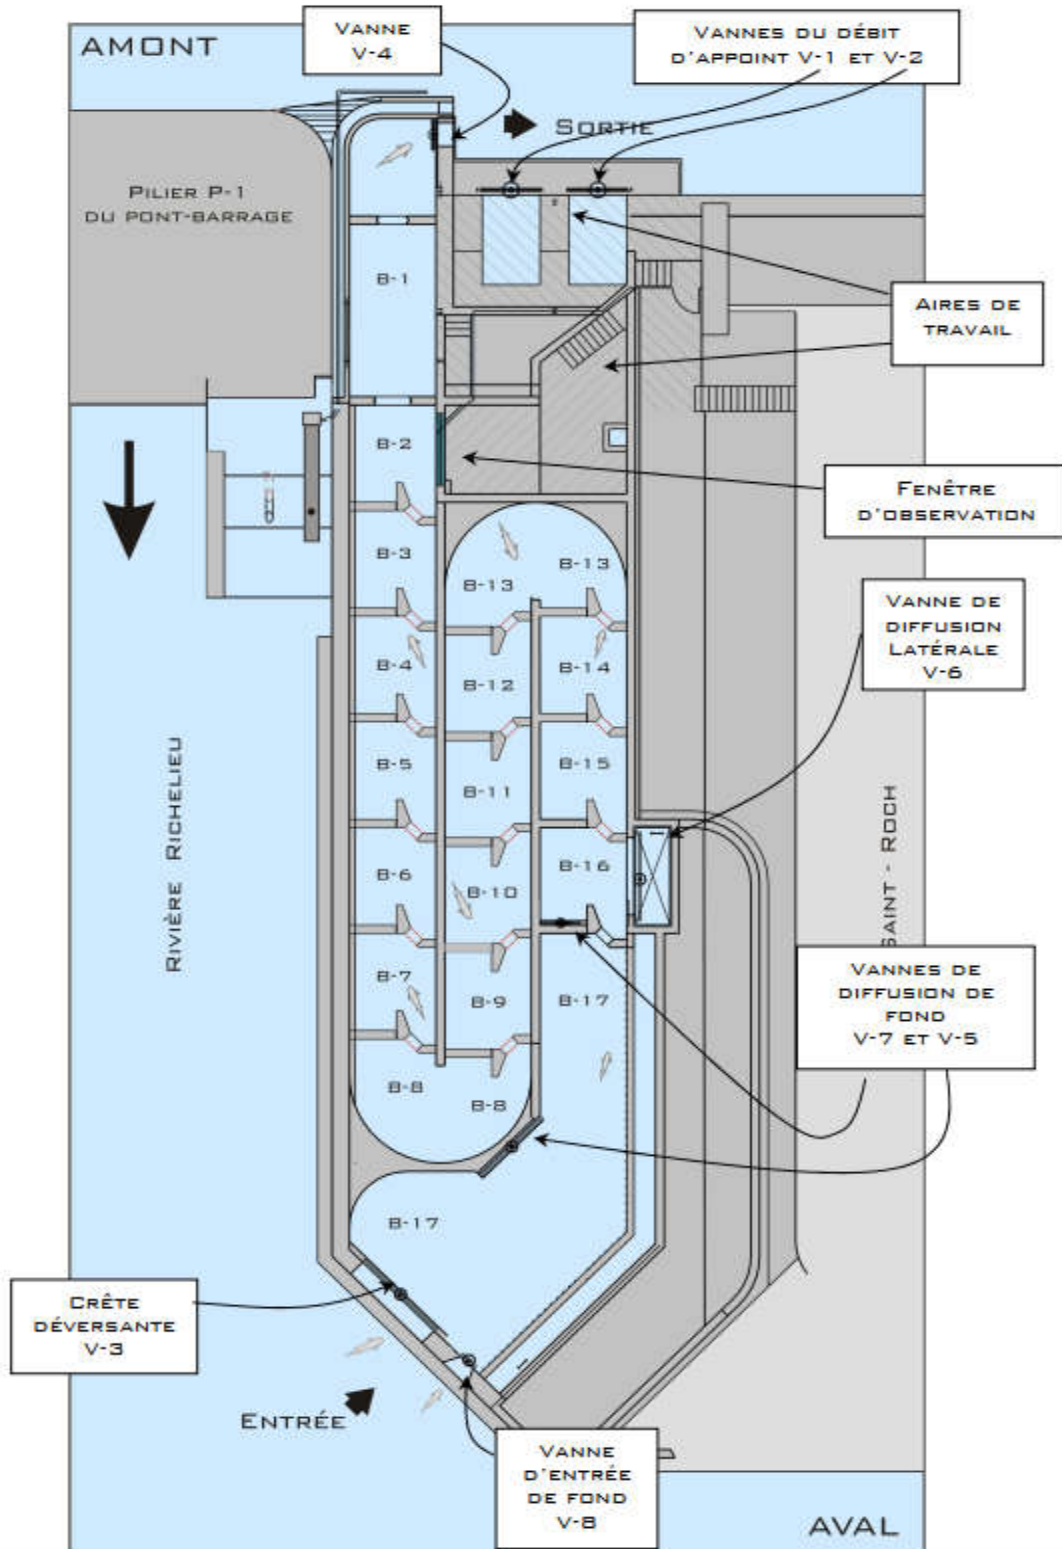 AMONT
VANNE
V-4
VANNES DU DÉBIT
D'APPOINT V-1 ET V-2
SORTIE
PILIER P-1
DU PONT-BARRAGE
B-1
AIRES DE
TRAVAIL
B-2
FENÊTRE
D'OBSERVATION
B-3
B-13
B-13
VANNE DE
DIFFUSION
LATÉRALE
V-6
B-4
B-12
B-14
B-5
B-11
B-15
RIVIÈRE RICHELIEU
SAINT - ROCH
B-6
B-10
B-16
B-7
B-9
B-17
VANNES DE
DIFFUSION DE
FOND
V-7 ET V-5
B-8
B-8
B-17
CRÊTE
DÉVERSANTE
V-3
ENTRÉE
VANNE
D'ENTRÉE
DE FOND
V-8
AVAL